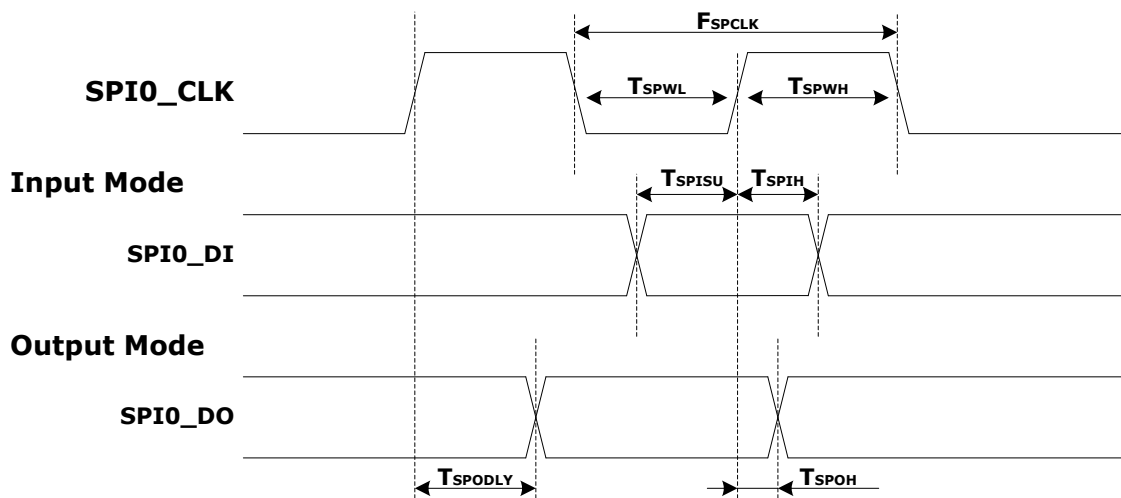 FSPCLK
SPI0_CLK
TSPWL
TSPWH
Input Mode
TSPISU
TSPIH
SPI0_DI
Output Mode
SPI0_DO
TSPODLY
TSPOH